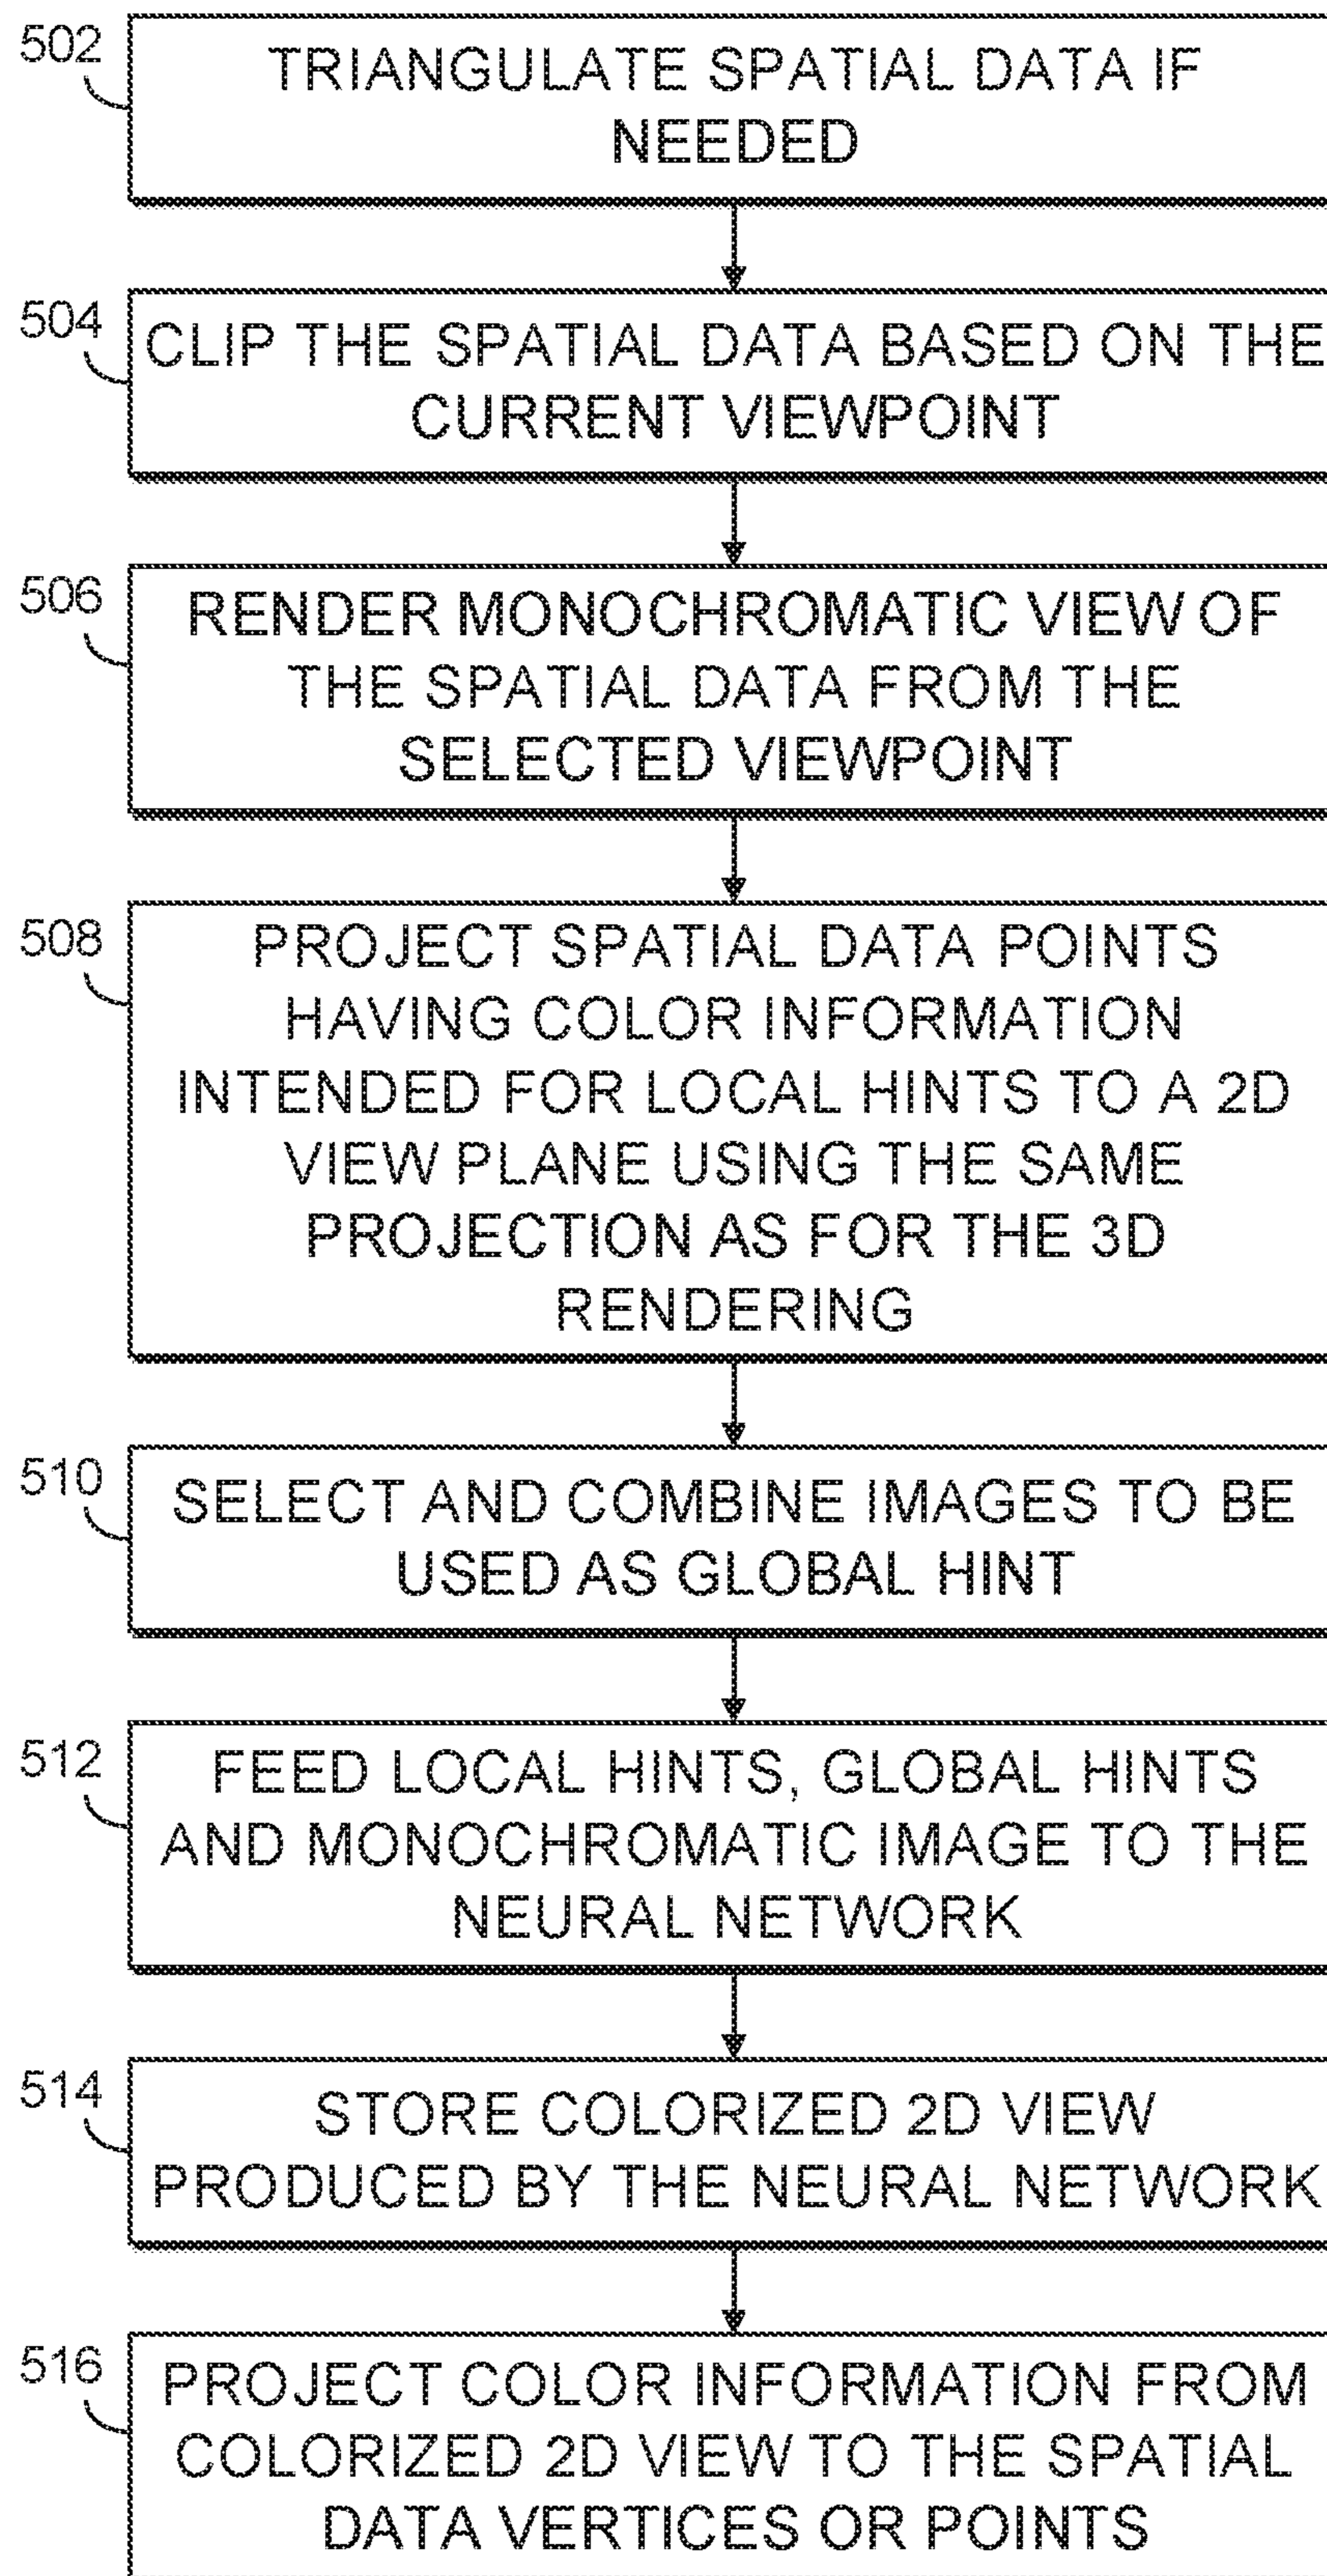 502
TRIANGULATE SPATIAL DATA IF
NEEDED
504
CLIP THE SPATIAL DATA BASED ON THE
CURRENT VIEWPOINT
506
RENDER MONOCHROMATIC VIEW OF
THE SPATIAL DATA FROM THE
SELECTED VIEWPOINT
508
PROJECT SPATIAL DATA POINTS
HAVING COLOR INFORMATION
INTENDED FOR LOCAL HINTS TO A 2D
VIEW PLANE USING THE SAME
PROJECTION AS FOR THE 3D
RENDERING
510
SELECT AND COMBINE IMAGES TO BE
USED AS GLOBAL HINT
512
FEED LOCAL HINTS, GLOBAL HINTS
AND MONOCHROMATIC IMAGE TO THE
NEURAL NETWORK
514
STORE COLORIZED 2D VIEW
PRODUCED BY THE NEURAL NETWORK
516
PROJECT COLOR INFORMATION FROM
COLORIZED 2D VIEW TO THE SPATIAL
DATA VERTICES OR POINTS